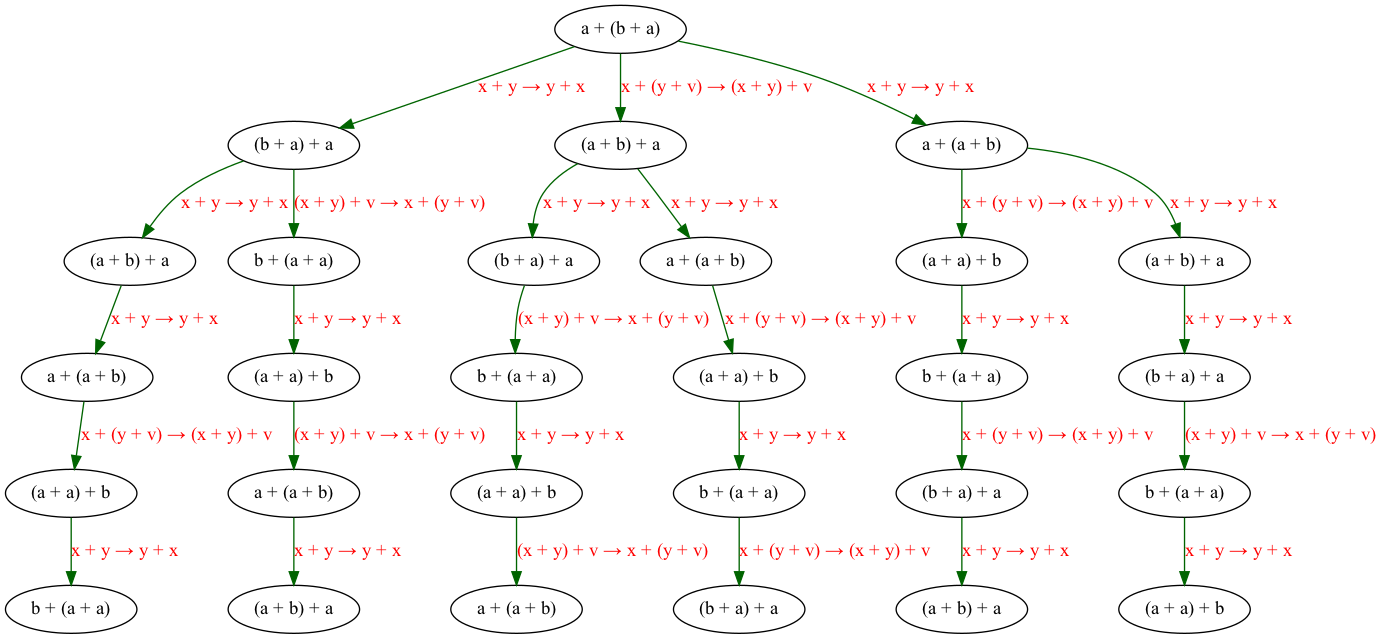 a + (b + a)
x + y → y + x
x + (y + v) → (x + y) + v
x + y → y + x
(b + a) + a
(a + b) + a
a + (a + b)
x + y → y + x
(x + y) + v → x + (y + v)
x + y → y + x
x + y → y + x
x + (y + v) → (x + y) + v
x + y → y + x
(a + b) + a
b + (a + a)
(b + a) + a
a + (a + b)
(a + a) + b
(a + b) + a
x + y → y + x
x + y → y + x
(x + y) + v → x + (y + v)
x + (y + v) → (x + y) + v
x + y → y + x
x + y → y + x
a + (a + b)
(a + a) + b
b + (a + a)
(a + a) + b
b + (a + a)
(b + a) + a
x + (y + v) → (x + y) + v
(x + y) + v → x + (y + v)
x + y → y + x
x + y → y + x
x + (y + v) → (x + y) + v
(x + y) + v → x + (y + v)
(a + a) + b
a + (a + b)
(a + a) + b
b + (a + a)
(b + a) + a
b + (a + a)
x + y → y + x
x + y → y + x
(x + y) + v → x + (y + v)
x + (y + v) → (x + y) + v
x + y → y + x
x + y → y + x
b + (a + a)
(a + b) + a
a + (a + b)
(b + a) + a
(a + b) + a
(a + a) + b